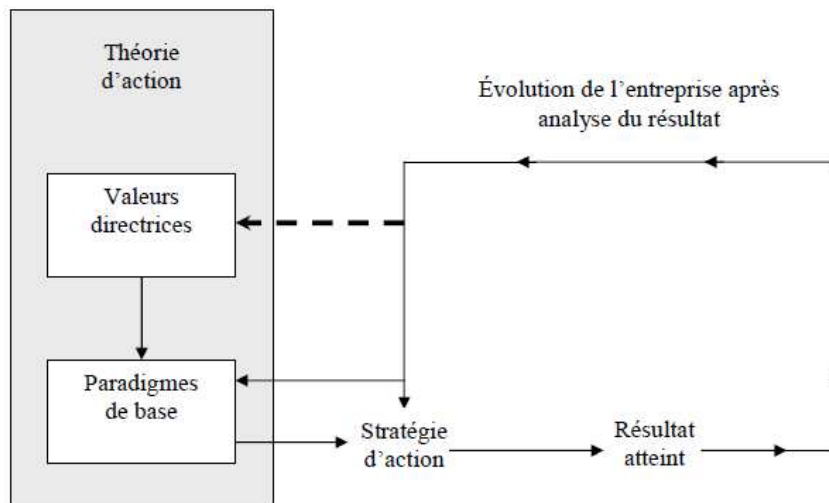 Théorie
d’action
Évolution de l’entreprise après
analyse du résultat
Valeurs
directrices
Paradigmes
de base
Stratégie
d’action
Résultat
atteint